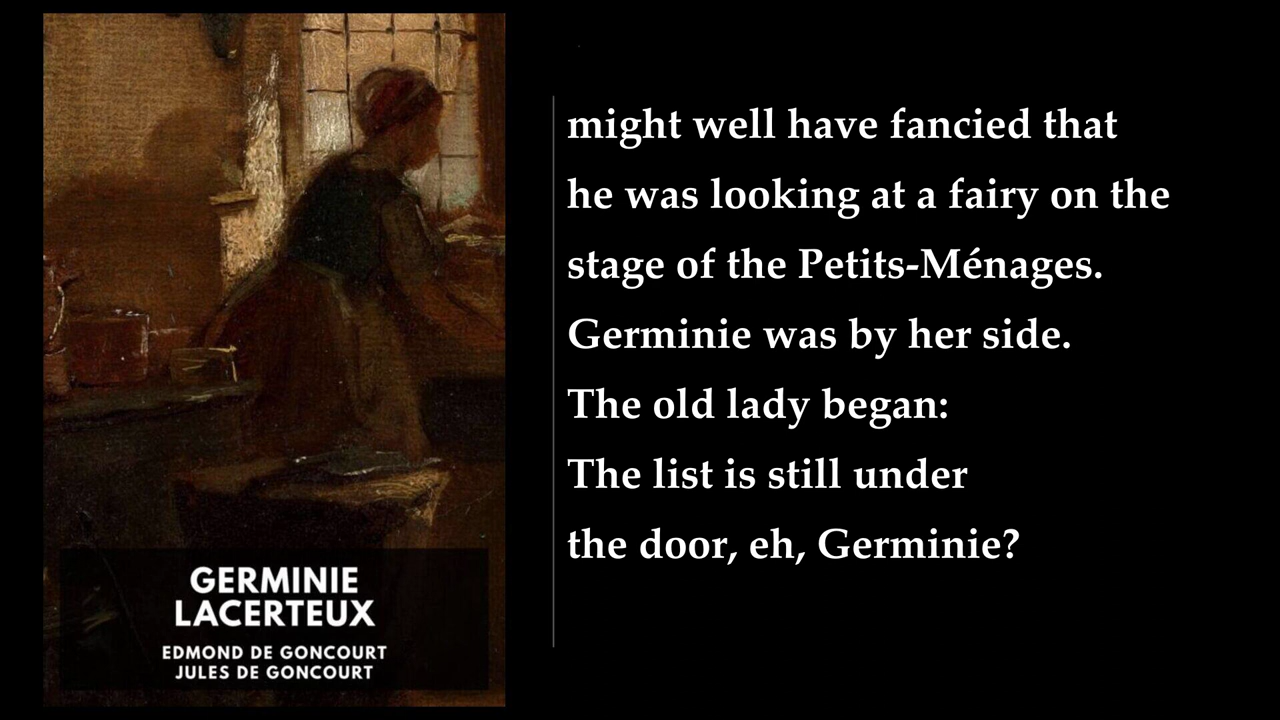 might well have fancied that
he was looking at a fairy on the
stage of the Petits-Ménages.
Germinie was by her side.
The old lady began:
The list is still under
the door, eh, Germinie?
GERMINIE
LACERTEUX
EDMOND DE GONCOURT
JULES DE GONCOURT